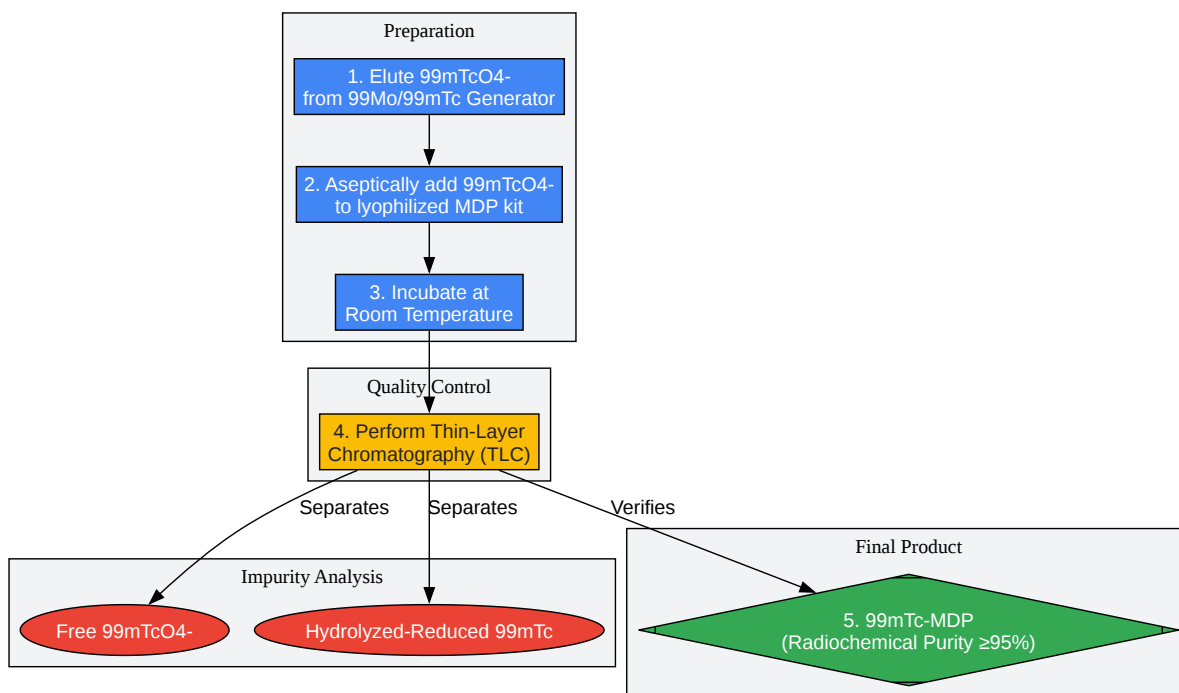 Preparation
1. Elute 99mTcO4-
from 99Mo/99mTc Generator
2. Aseptically add 99mTcO4-
to lyophilized MDP kit
3. Incubate at
Room Temperature
Quality Control
4. Perform Thin-Layer
Chromatography (TLC)
Separates
Separates
Verifies
Impurity Analysis
Free 99mTcO4-
Hydrolyzed-Reduced 99mTc
Final Product
5. 99mTc-MDP
(Radiochemical Purity ≥95%)